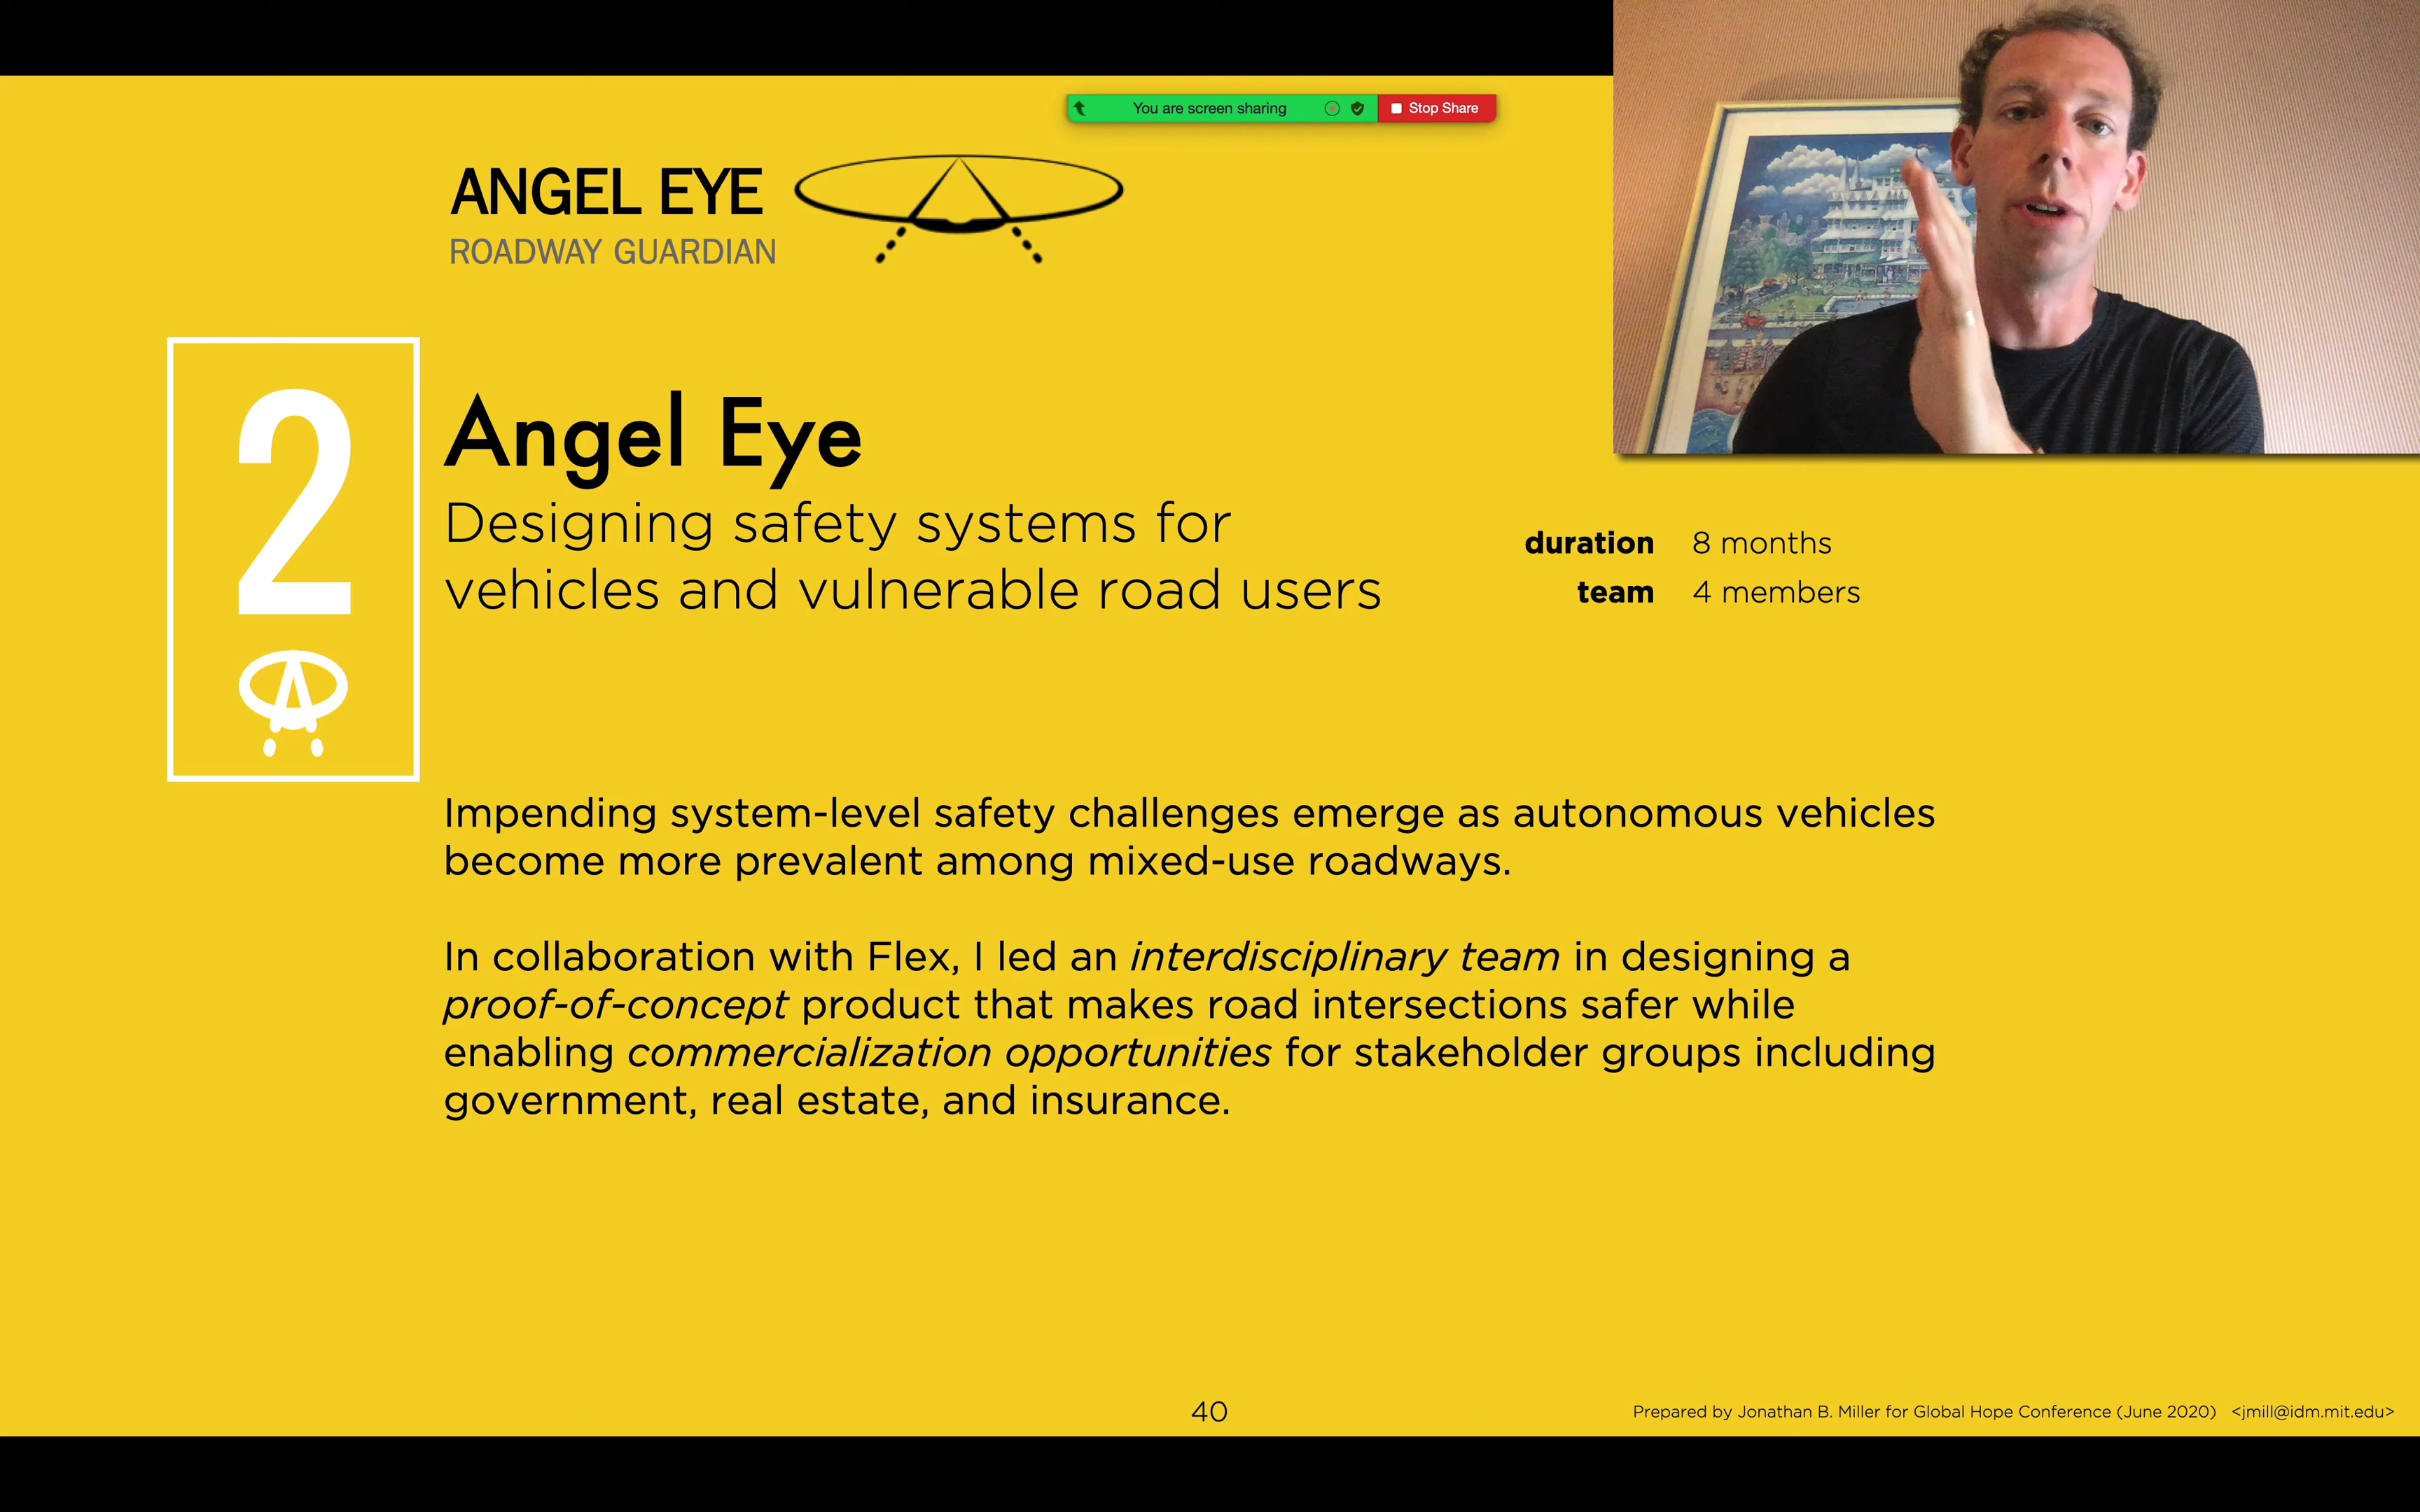 You are screen sharing
Stop Share
ANGEL EYE
ROADWAY GUARDIAN
2
Angel Eye
Designing safety systems for
vehicles and vulnerable road users
duration 8 months
team 4 members
Impending system-level safety challenges emerge as autonomous vehicles
become more prevalent among mixed-use roadways.
In collaboration with Flex, I led an interdisciplinary team in designing a
proof-of-concept product that makes road intersections safer while
enabling commercialization opportunities for stakeholder groups including
government, real estate, and insurance.
40
Prepared by Jonathan B. Miller for Global Hope Conference (June 2020) <jmill@idm.mit.edu>